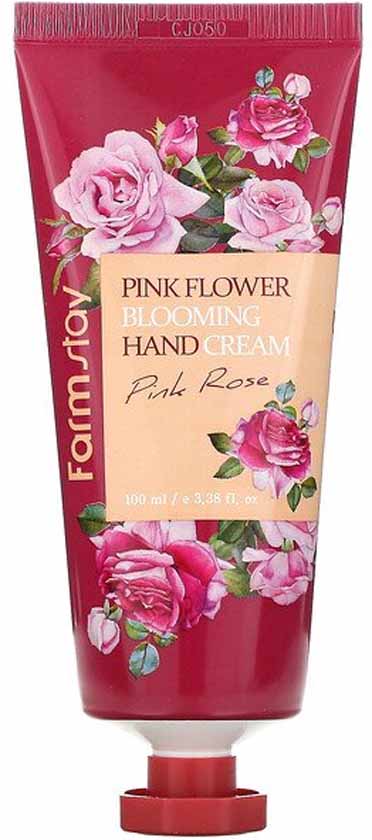 CJ050
Farmstay
PINK FLOWER
BLOOMING
HAND CREAM
Pink Rose
100 ml / e 3,38 fl. oz